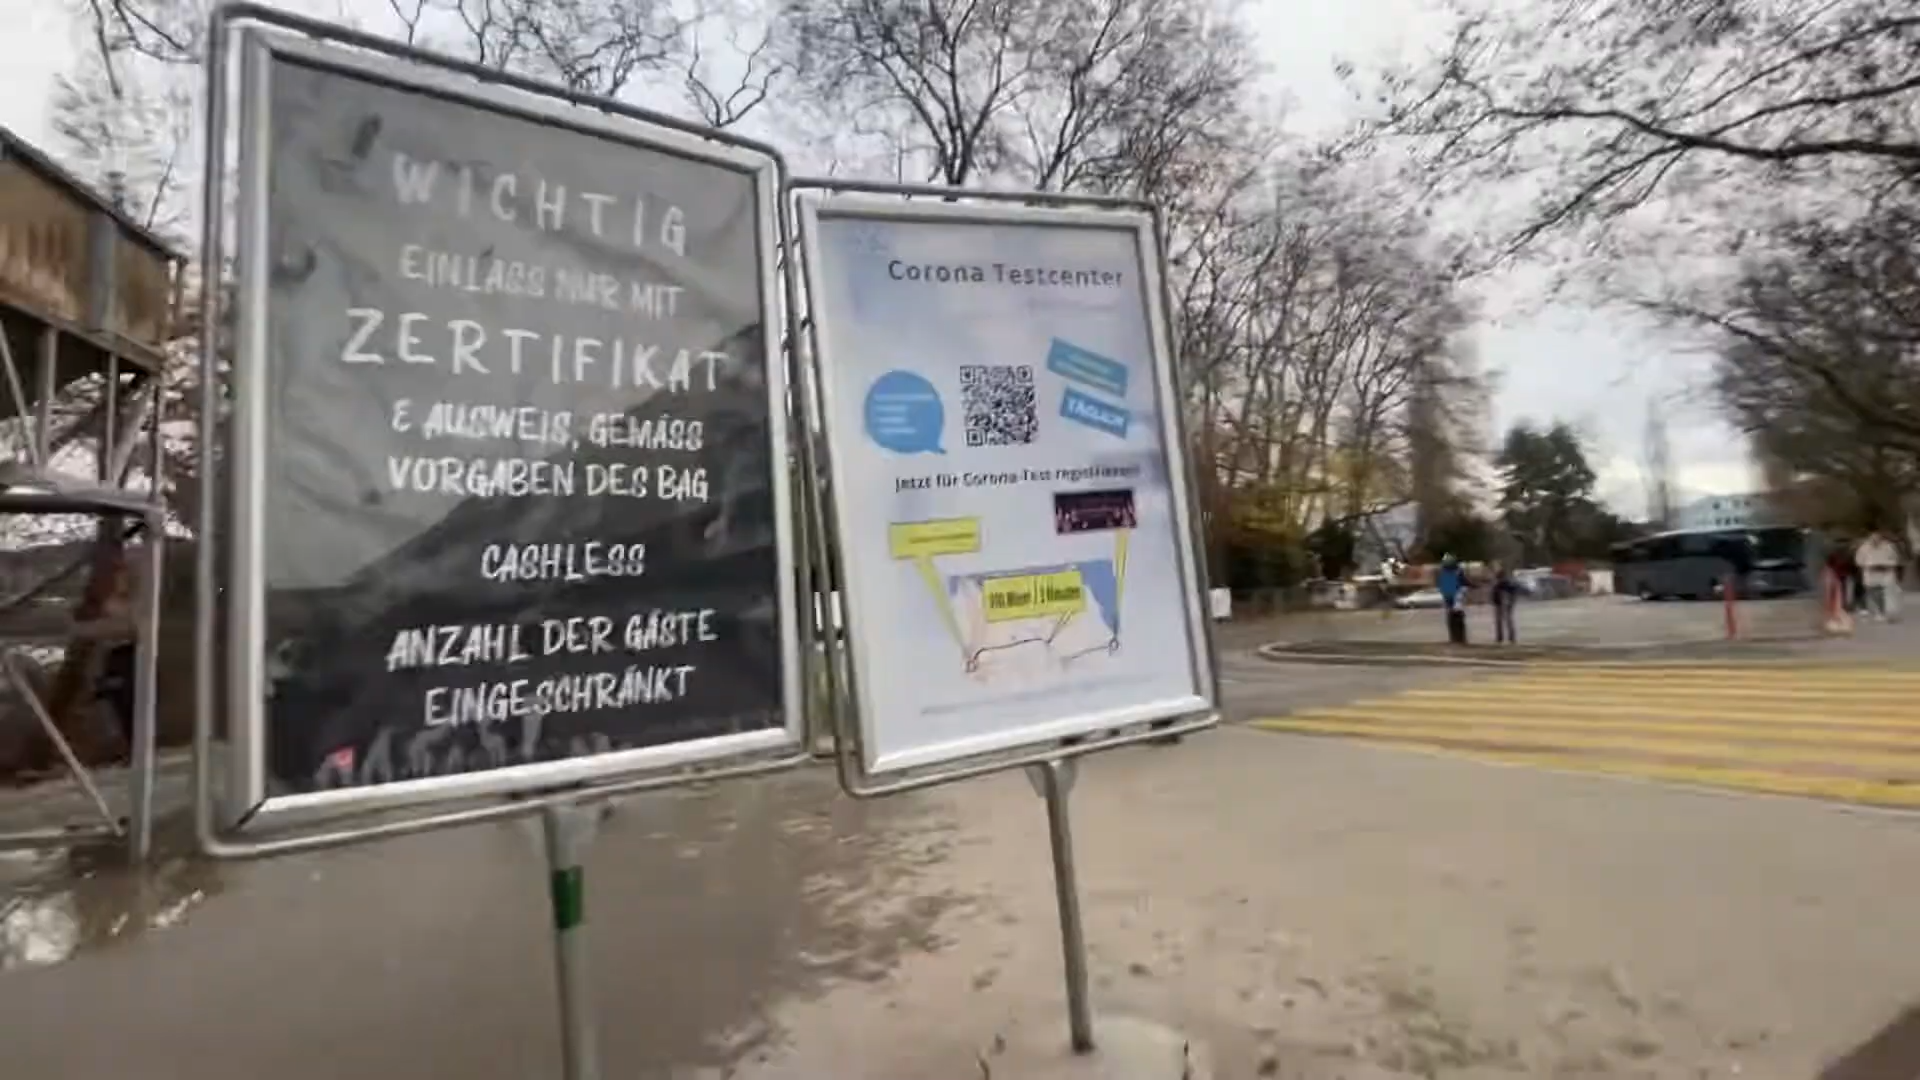 WICHTIG
EINLASS NUR MIT
ZERTIFIKAT
& AUSWEIS, GEMÄSS
VORGABEN DES BAG
CASHLESS
ANZAHL DER GÄSTE
EINGESCHRÄNKT
Corona Testcenter
TÄGLICH
Jetzt für Corona-Test registrieren!